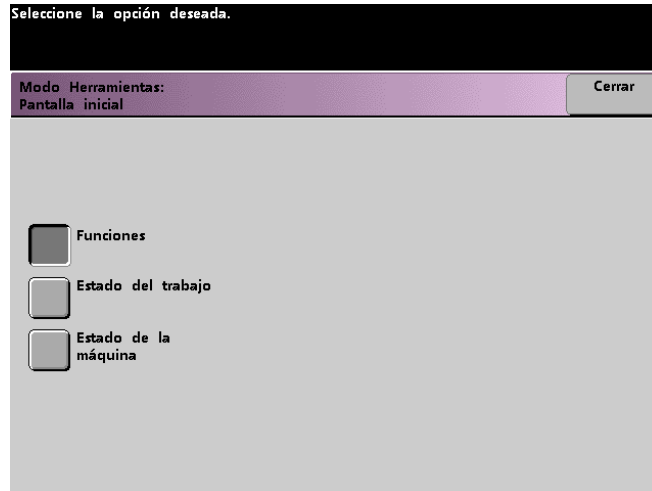 Seleccione la opción deseada.
Modo Herramientas:
Pantalla inicial
Cerrar
Funciones
Estado del trabajo
Estado de la
máquina